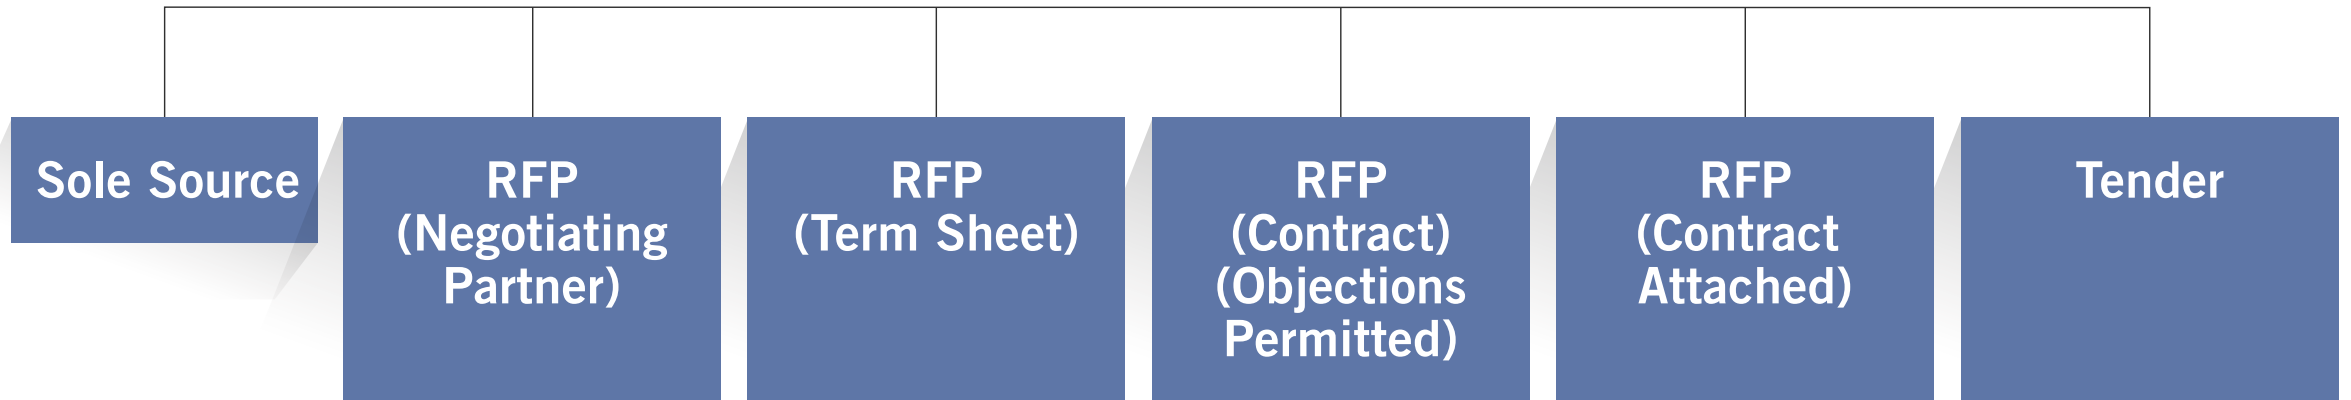 Sole Source
RFP
(Negotiating
Partner)
RFP
(Term Sheet)
RFP
(Contract)
(Objections
Permitted)
RFP
(Contract
Attached)
Tender